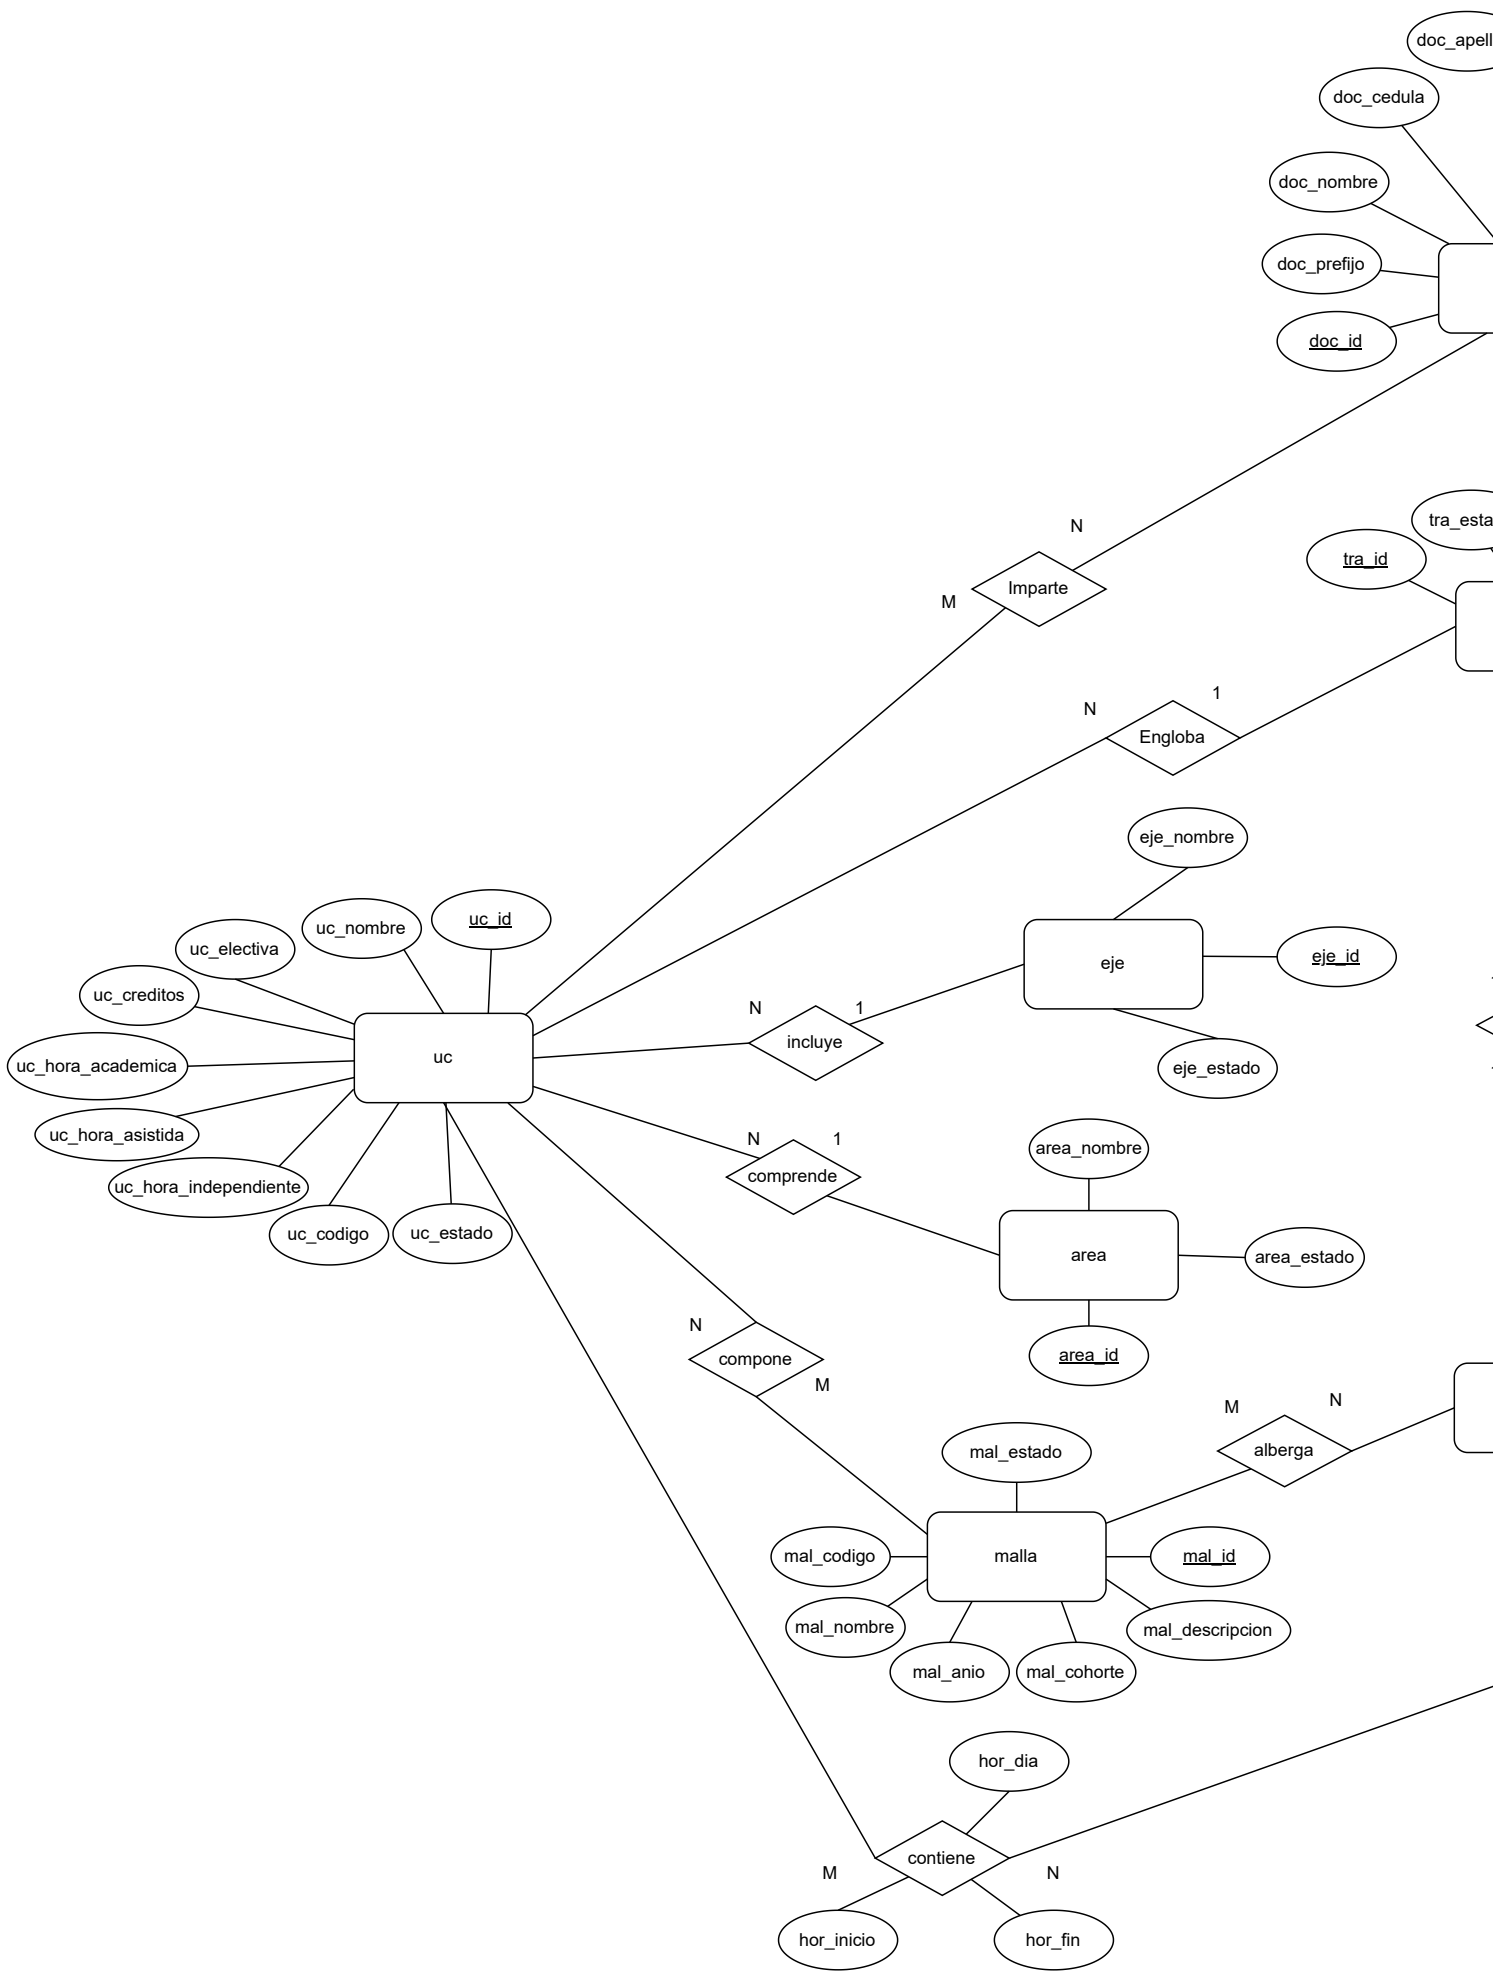 doc_apell
doc_cedula
doc_nombre
doc_prefijo
doc_id
N
Imparte
M
tra_esta
tra_id
1
N
Engloba
eje_nombre
eje
eje_id
eje_estado
uc_id
uc_nombre
uc_electiva
uc_creditos
uc_hora_academica
uc
uc_hora_asistida
uc_hora_independiente
uc_codigo
uc_estado
N
1
incluye
N
1
comprende
area_nombre
area
area_estado
area_id
N
compone
M
M
N
alberga
mal_estado
mal_codigo
malla
mal_id
mal_nombre
mal_descripcion
mal_anio
mal_cohorte
hor_dia
contiene
M
N
hor_inicio
hor_fin